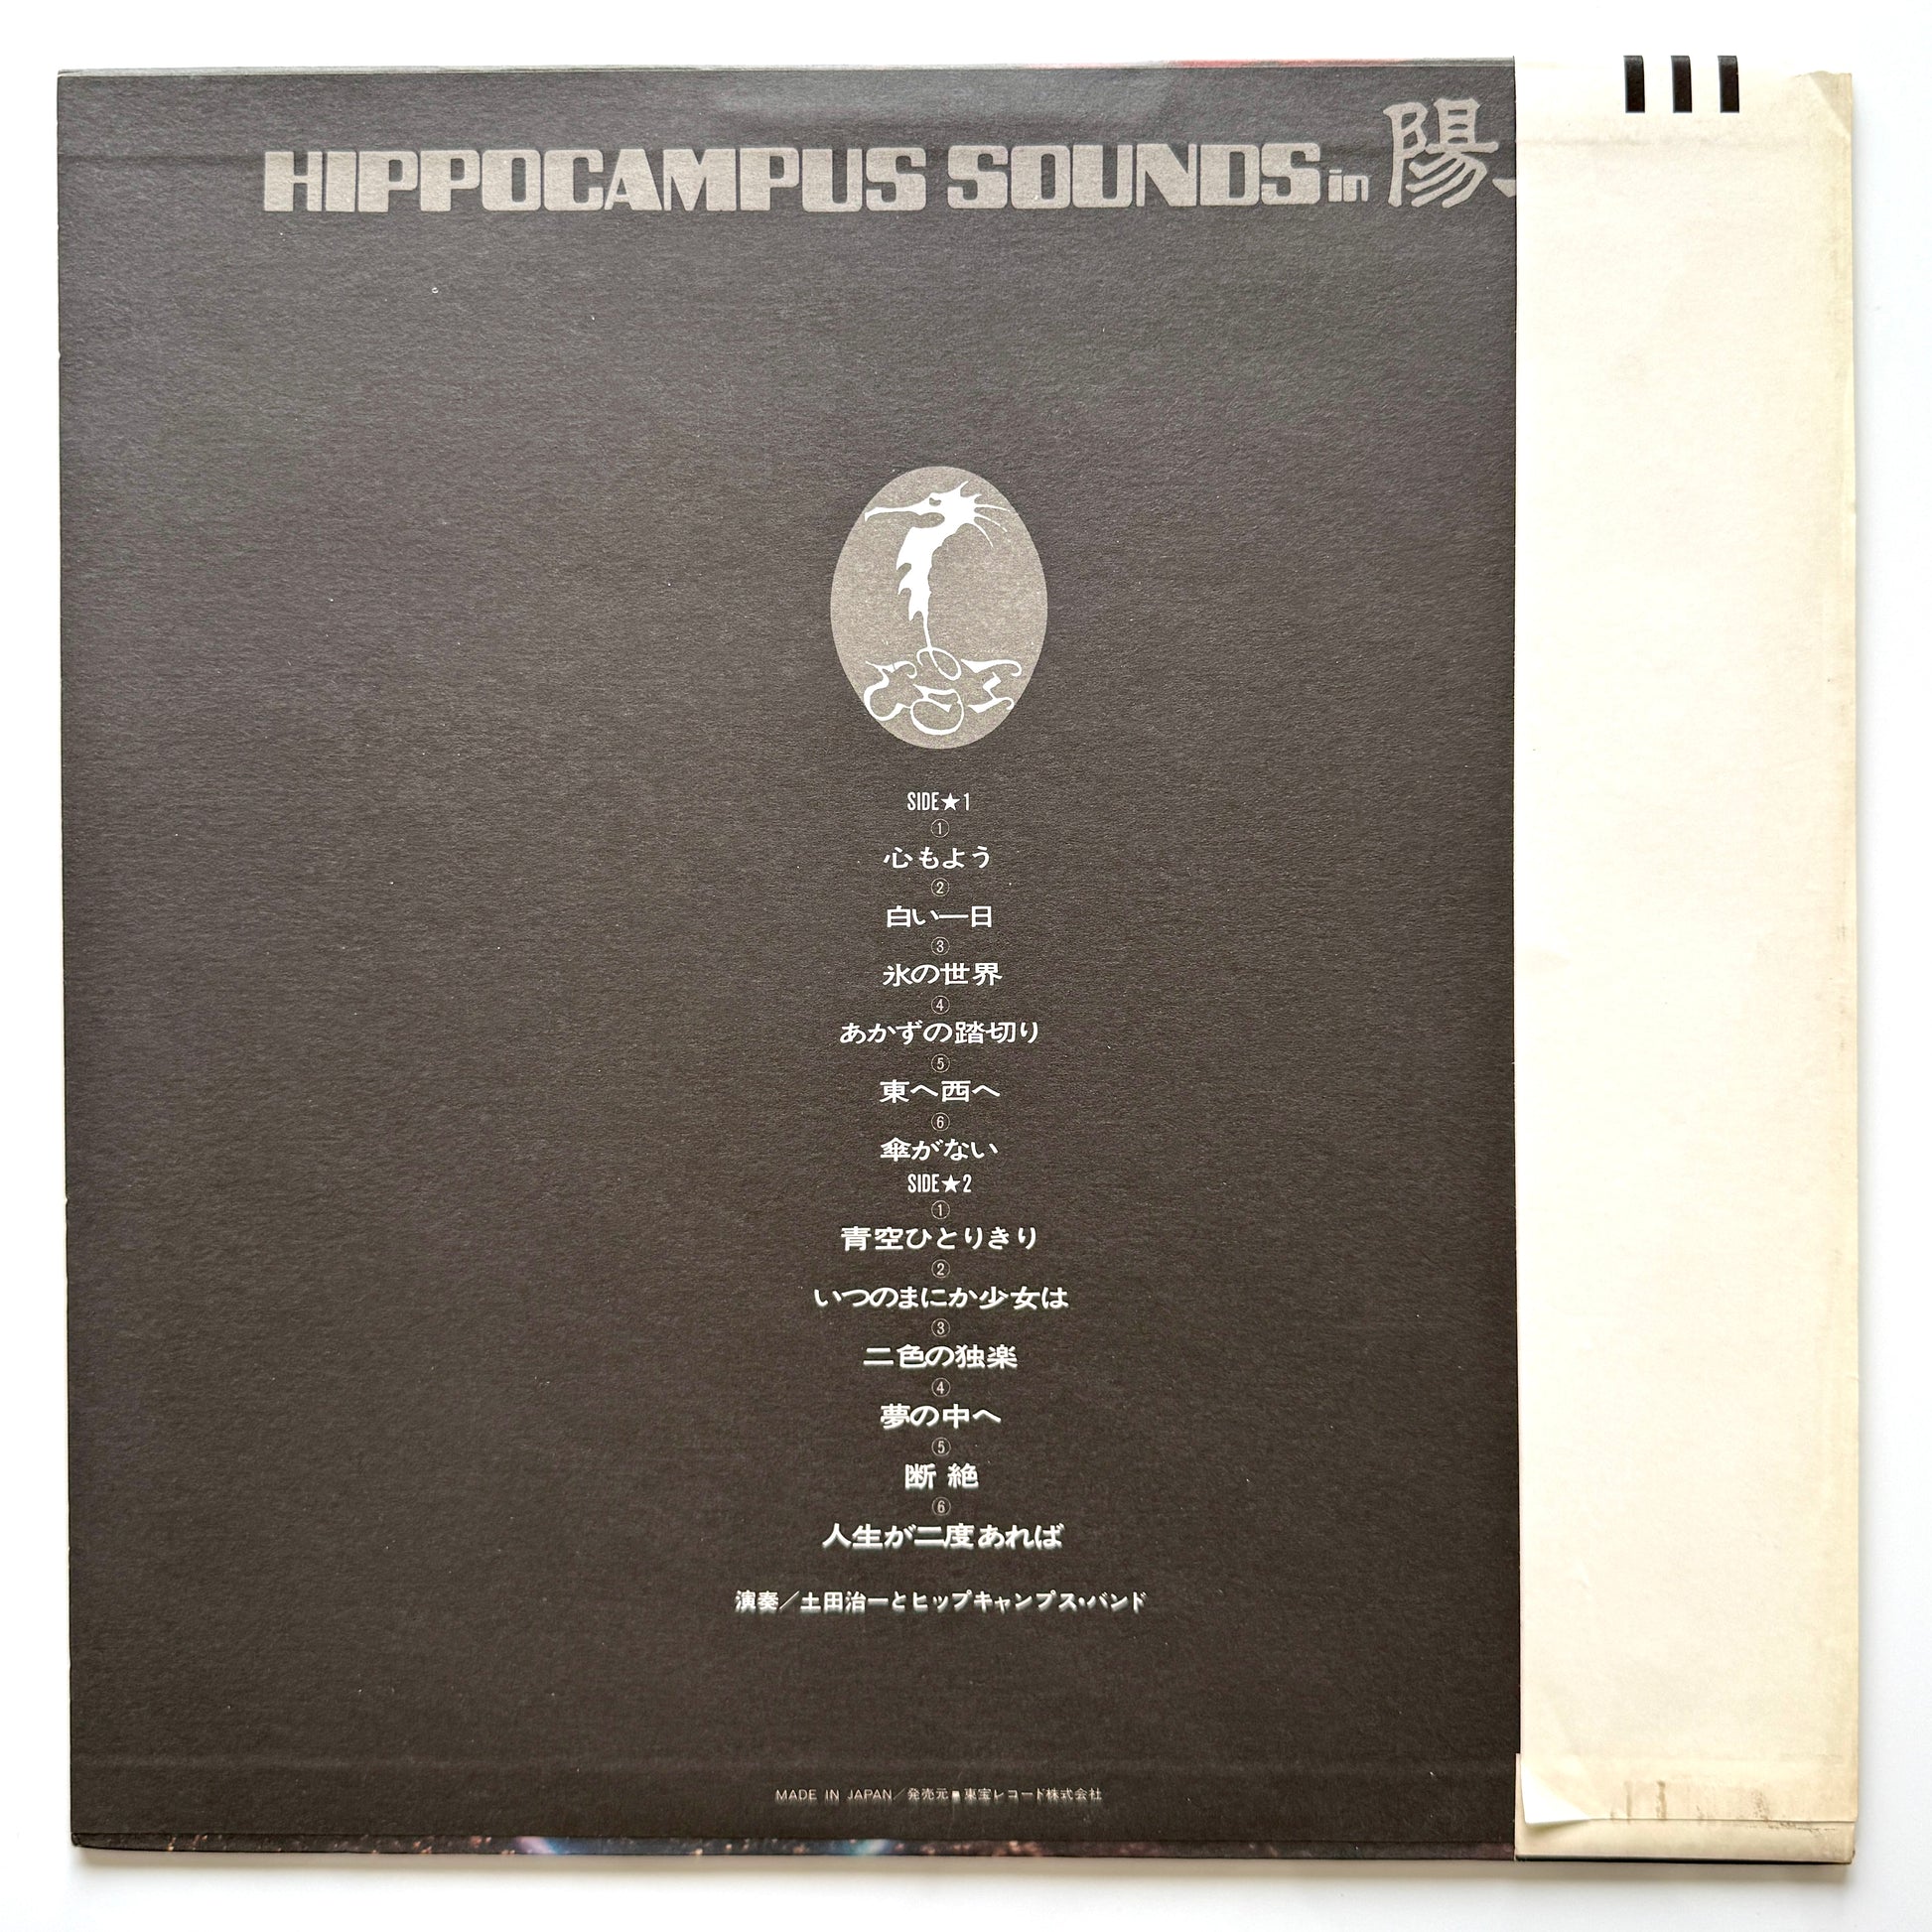 HIPPOCAMPUS SOUNDS in 陽
SIDE★1
①
心もよう
②
白い一日
③
氷の世界
④
あかずの踏切り
⑤
東へ西へ
⑥
傘がない
SIDE★2
①
青空ひとりきり
②
いつのまにか少女は
③
二色の独楽
④
夢の中へ
⑤
断絶
⑥
人生が二度あれば
演奏／土田治一とヒップキャンプス・バンド
MADE IN JAPAN／発売元■東宝レコード株式会社